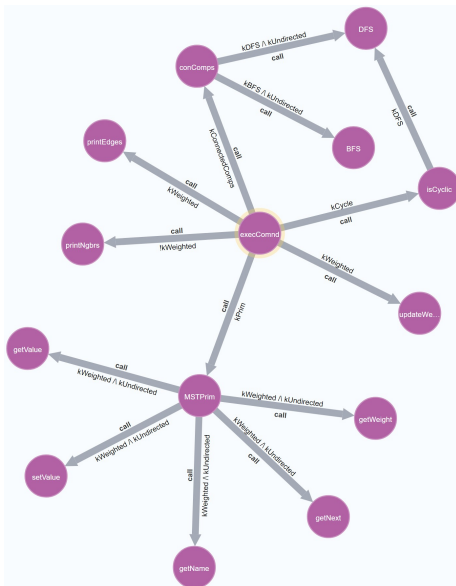 DFS
kDFS /\ kUndirected
call
conComps
kBFS /\ kUndirected
call
call
kDFS
BFS
printEdges
call
kConnectedComps
isCyclic
call
kWeighted
kCycle
call
execComnd
call
!kWeighted
printNgbrs
kWeighted
call
updateWe...
call
kPrim
getValue
call
kWeighted /\ kUndirected
MSTPrim
kWeighted /\ kUndirected
call
getWeight
call
kWeighted /\ kUndirected
setValue
kWeighted /\ kUndirected
call
getNext
call
kWeighted /\ kUndirected
getName